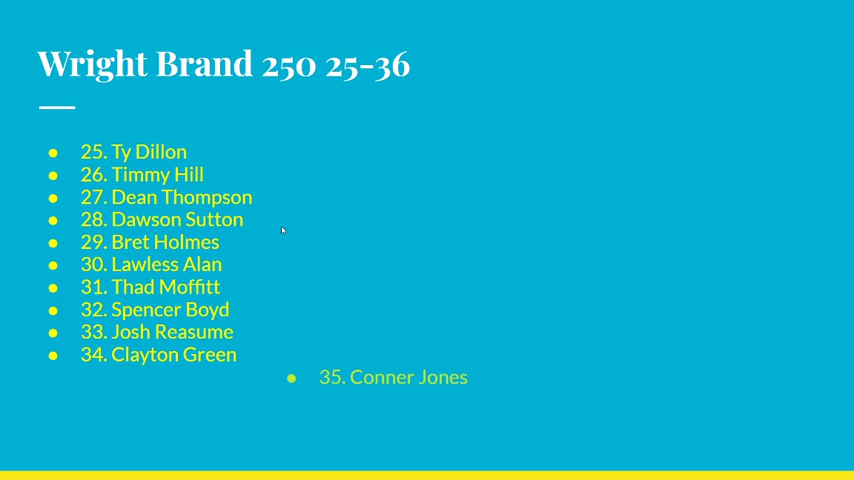 Wright Brand 250 25-36
25. Ty Dillon
26. Timmy Hill
27. Dean Thompson
28. Dawson Sutton
29. Bret Holmes
30. Lawless Alan
31. Thad Moffitt
32. Spencer Boyd
33. Josh Reasume
34. Clayton Green
35. Conner Jones